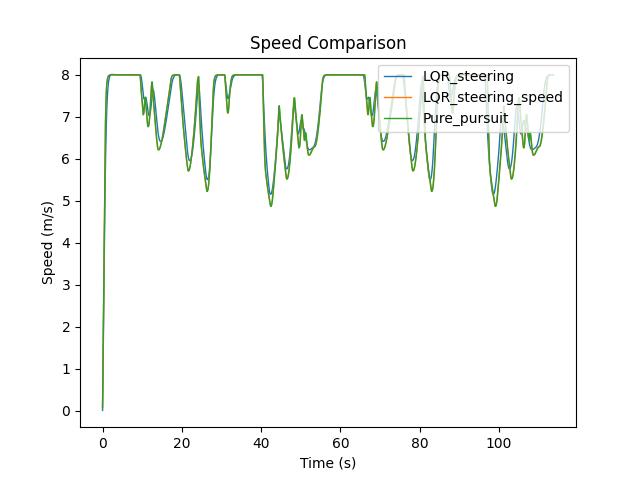 Speed Comparison
LQR_steering
LQR_steering_speed
Pure_pursuit
8
7
6
5
4
3
2
1
0
Speed (m/s)
0 20 40 60 80 100
Time (s)